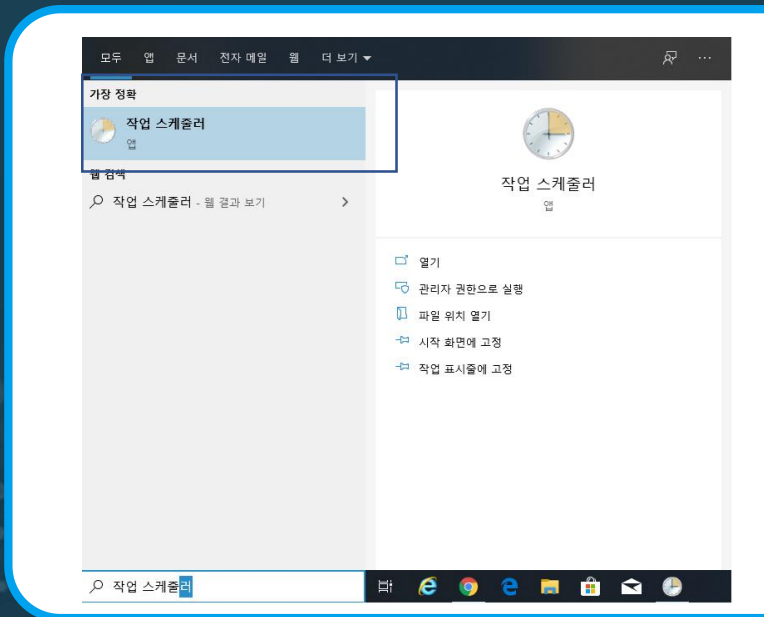 모두 앱 문서 전자 메일 웹 더 보기
가장 정확
작업 스케줄러
앱
웹 검색
작업 스케줄러 - 웹 결과 보기
작업 스케줄러
앱
열기
관리자 권한으로 실행
파일 위치 열기
시작 화면에 고정
작업 표시줄에 고정
작업 스케줄러